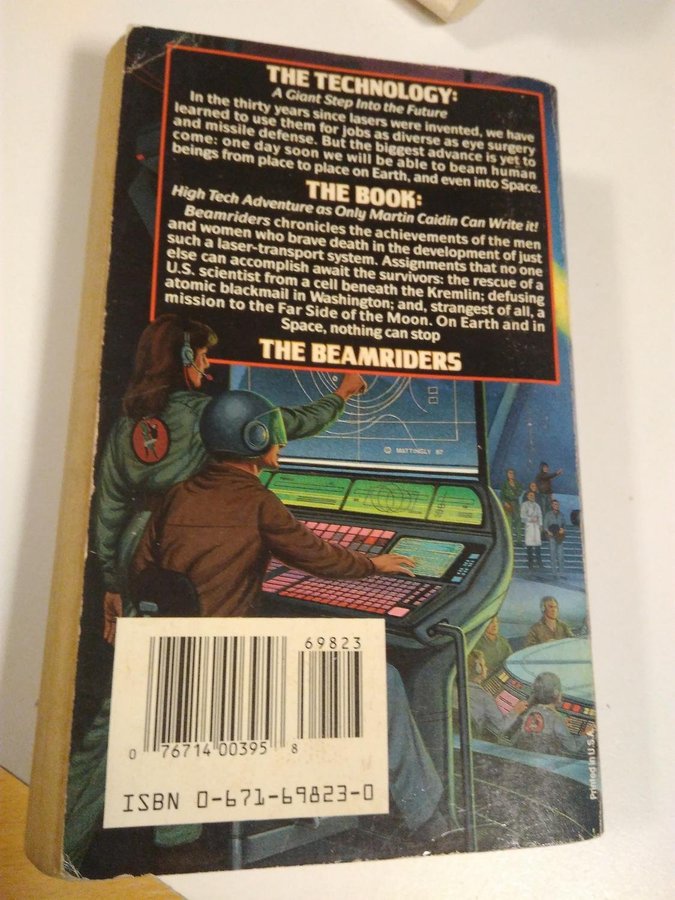 THE TECHNOLOGY:
A Giant Step Into the Future
In the thirty years since lasers were invented, we have
learned to use them for jobs as diverse as eye surgery
and missile defense. But the biggest advance is yet to
come: one day soon we will be able to beam human
beings from place to place on Earth, and even into Space.
THE BOOK:
High Tech Adventure as Only Martin Caidin Can Write it!
Beamriders chronicles the achievements of the men
and women who brave death in the development of just
such a laser-transport system. Assignments that no one
else can accomplish await the survivors: the rescue of a
U.S. scientist from a cell beneath the Kremlin; defusing
atomic blackmail in Washington; and, strangest of all, a
mission to the Far Side of the Moon. On Earth and in
Space, nothing can stop
THE BEAMRIDERS
© MATTINGLY 87
69823
0 76714 00395 8
ISBN 0-671-69823-0
Printed in U.S.A.